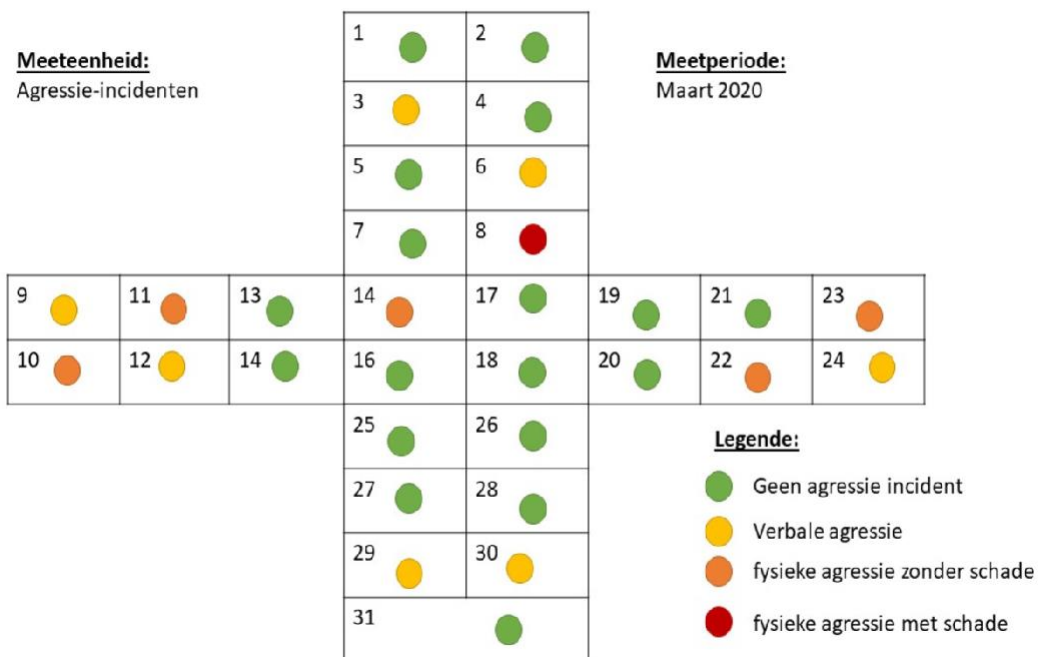 1 2
Meeteenheid:
Agressie-incidenten
Meetperiode:
Maart 2020
3 4
5 6
7 8
9 11 13 14 17 19 21 23
10 12 14 16 18 20 22 24
25 26
27 28
29 30
31
Legende:
Geen agressie incident
Verbale agressie
fysieke agressie zonder schade
fysieke agressie met schade